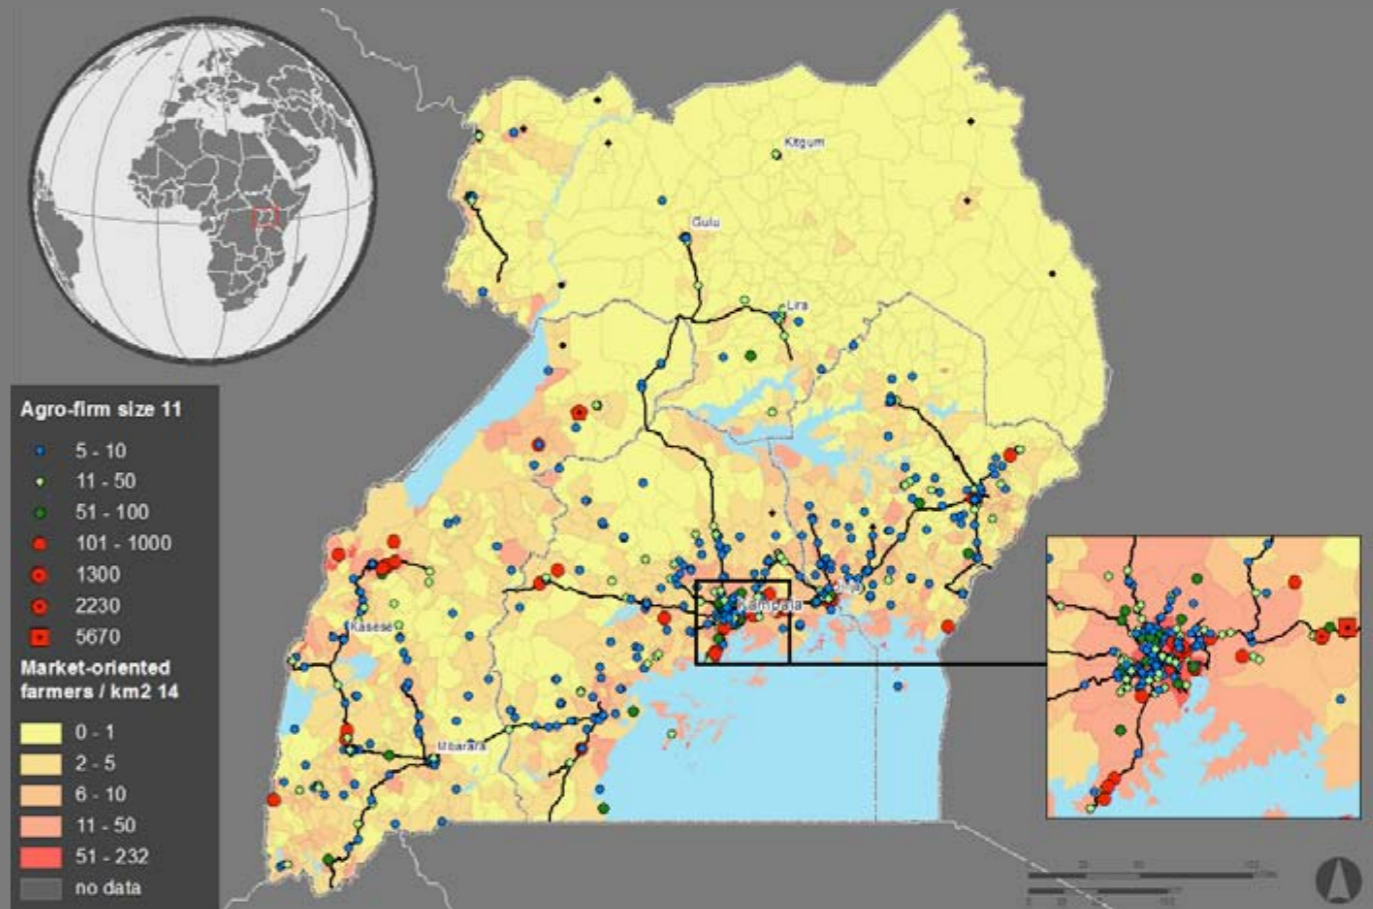 Kitgum
Gulu
Lira
Kampala
Kasese
Mbarara
Agro-firm size 11
5 - 10
11 - 50
51 - 100
101 - 1000
1300
2230
5670
Market-oriented
farmers / km2 14
0 - 1
2 - 5
6 - 10
11 - 50
51 - 232
no data